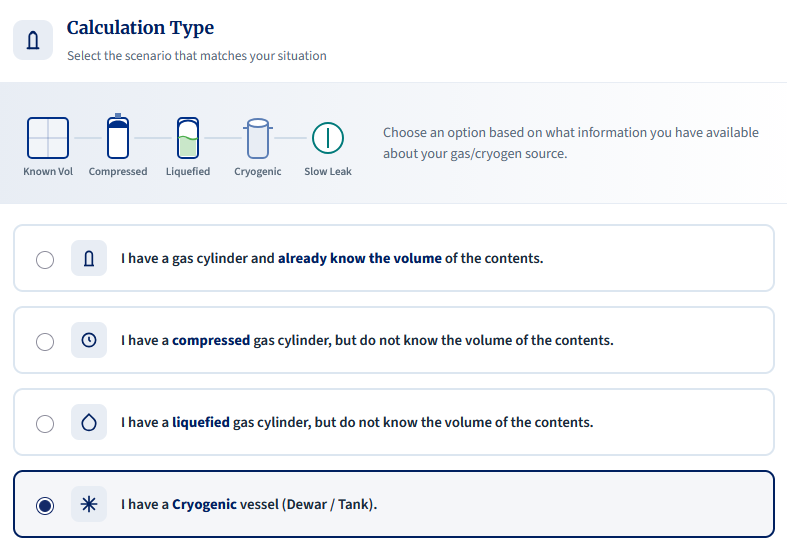 Calculation Type
Select the scenario that matches your situation
Known Vol
Compressed
Liquefied
Cryogenic
Slow Leak
Choose an option based on what information you have available
about your gas/cryogen source.
I have a gas cylinder and already know the volume of the contents.
I have a compressed gas cylinder, but do not know the volume of the contents.
I have a liquefied gas cylinder, but do not know the volume of the contents.
I have a Cryogenic vessel (Dewar / Tank).